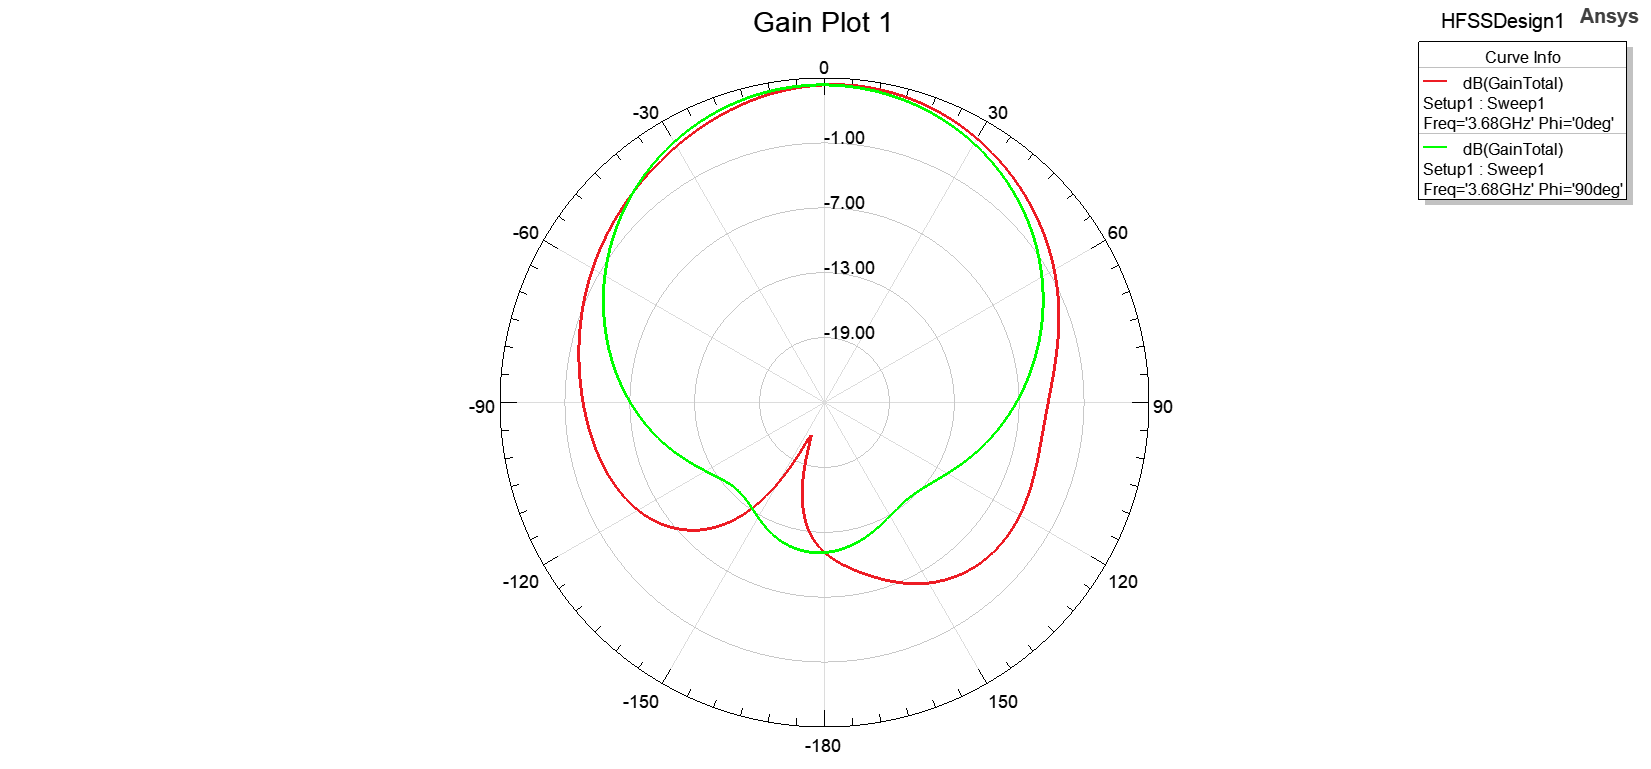 Gain Plot 1
HFSSDesign1
Ansys
Curve Info
dB(GainTotal)
Setup1 : Sweep1
Freq='3.68GHz' Phi='0deg'
dB(GainTotal)
Setup1 : Sweep1
Freq='3.68GHz' Phi='90deg'
0
-30
30
-1.00
-7.00
-60
60
-13.00
-19.00
-90
90
-120
120
-150
150
-180